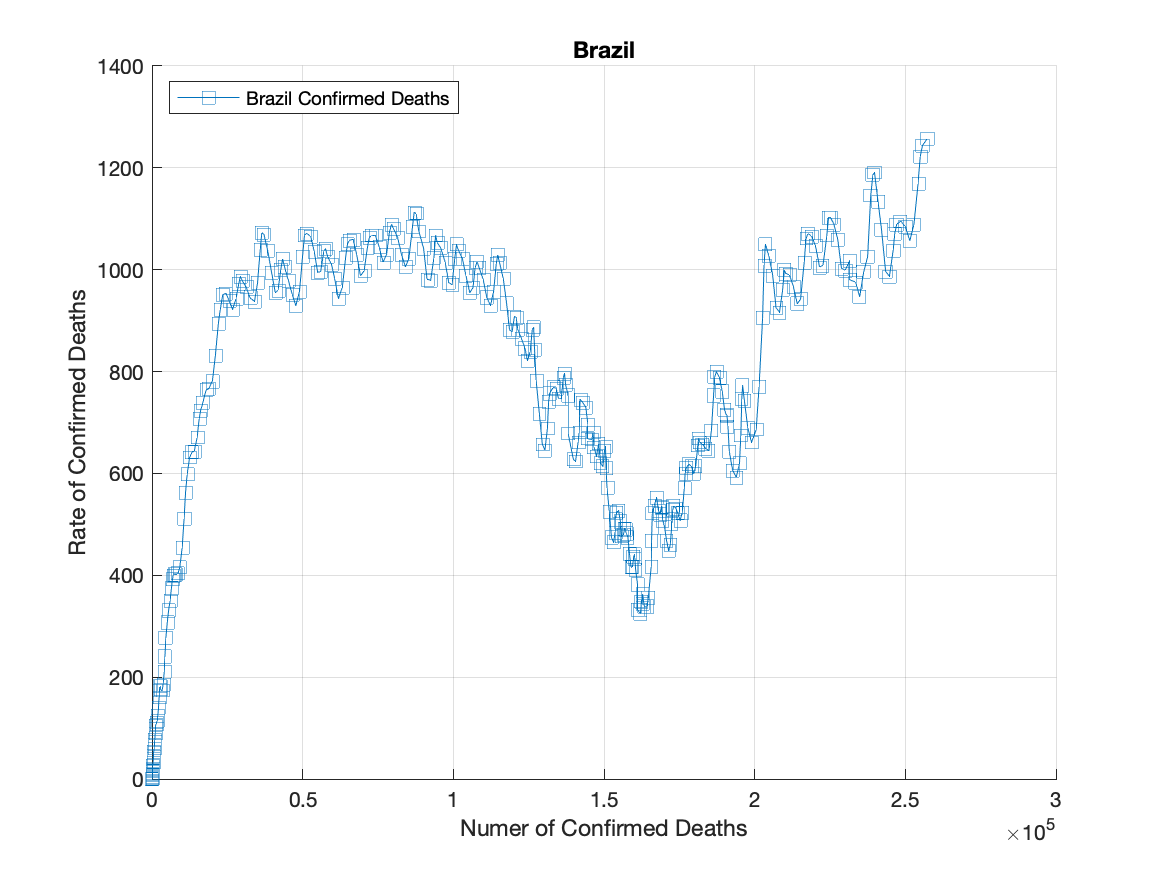 Brazil
Brazil Confirmed Deaths
1400
1200
1000
800
600
400
200
0
Rate of Confirmed Deaths
0 0.5 1 1.5 2 2.5 3
Numer of Confirmed Deaths
×10^5